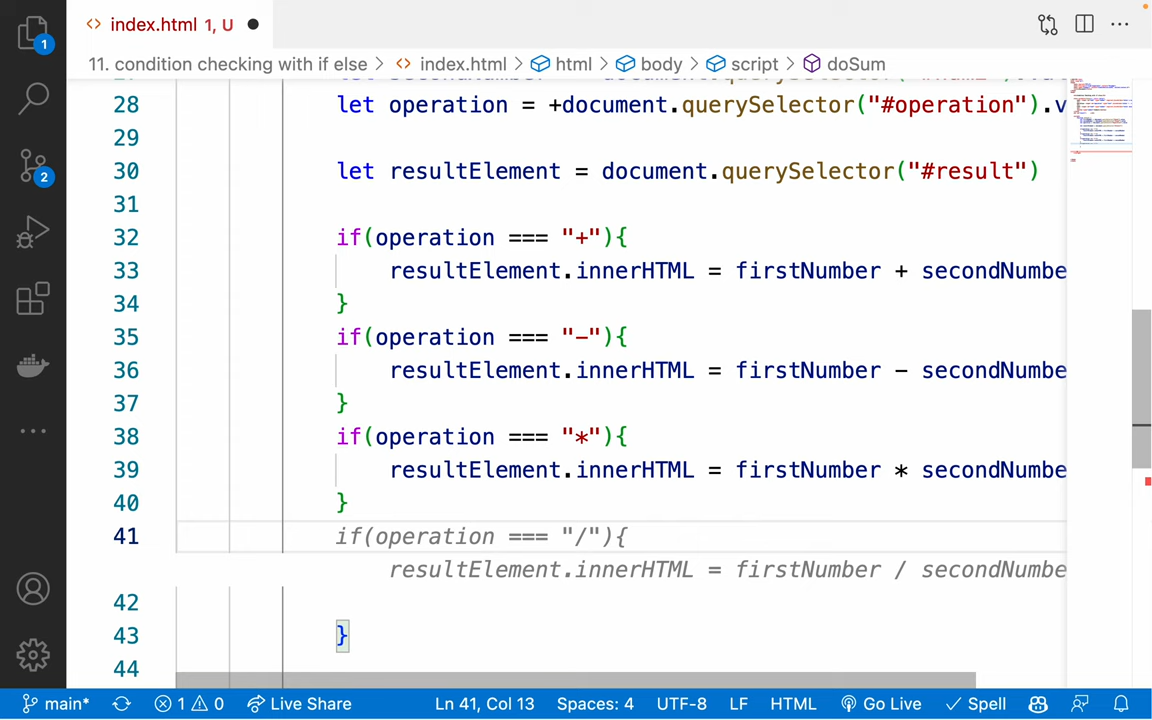 index.html 1, U
11. condition checking with if else > index.html > html > body > script > doSum
1
28 let operation = +document.querySelector("#operation").v
29
30 let resultElement = document.querySelector("#result")
31
32 if(operation === "+"){
33 resultElement.innerHTML = firstNumber + secondNumbe
34 }
35 if(operation === "-"){
36 resultElement.innerHTML = firstNumber - secondNumbe
37 }
38 if(operation === "*"){
39 resultElement.innerHTML = firstNumber * secondNumbe
40 }
41 if(operation === "/"){
resultElement.innerHTML = firstNumber / secondNumbe
42
43 }
44
2
main* 1 0 Live Share Ln 41, Col 13 Spaces: 4 UTF-8 LF HTML Go Live Spell